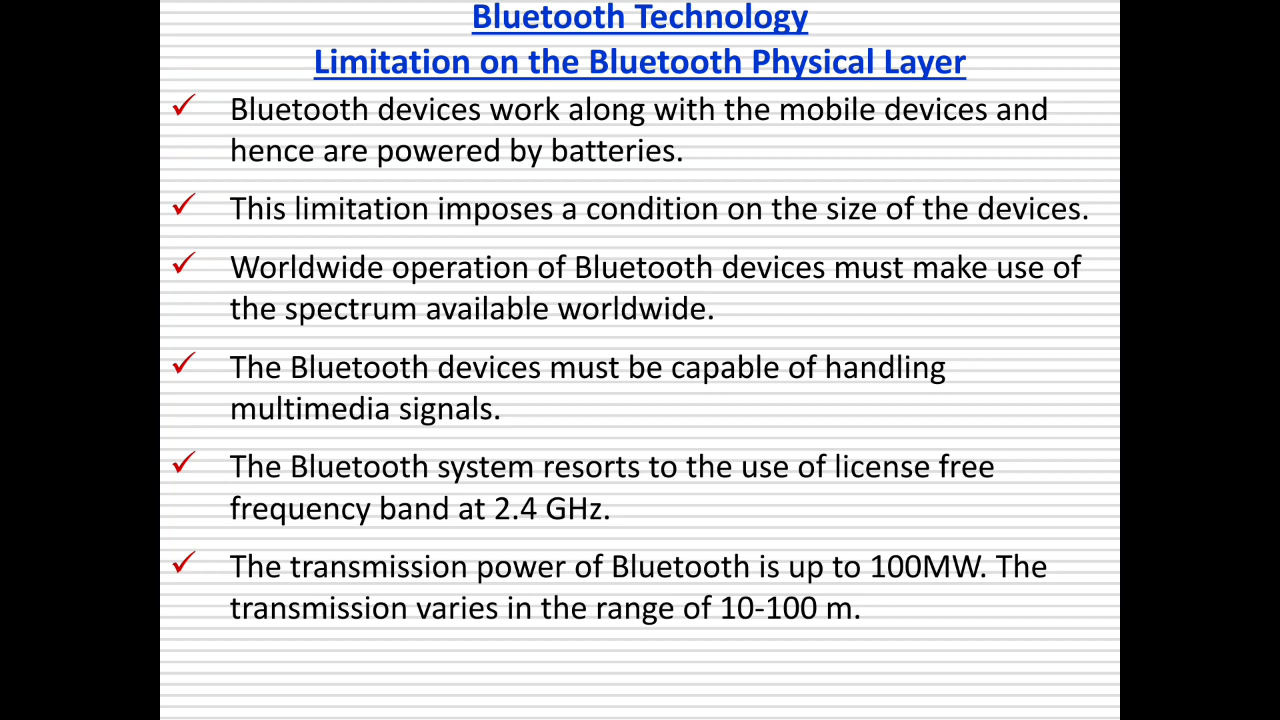 Bluetooth Technology
Limitation on the Bluetooth Physical Layer
✓ Bluetooth devices work along with the mobile devices and
hence are powered by batteries.
✓ This limitation imposes a condition on the size of the devices.
✓ Worldwide operation of Bluetooth devices must make use of
the spectrum available worldwide.
✓ The Bluetooth devices must be capable of handling
multimedia signals.
✓ The Bluetooth system resorts to the use of license free
frequency band at 2.4 GHz.
✓ The transmission power of Bluetooth is up to 100MW. The
transmission varies in the range of 10-100 m.